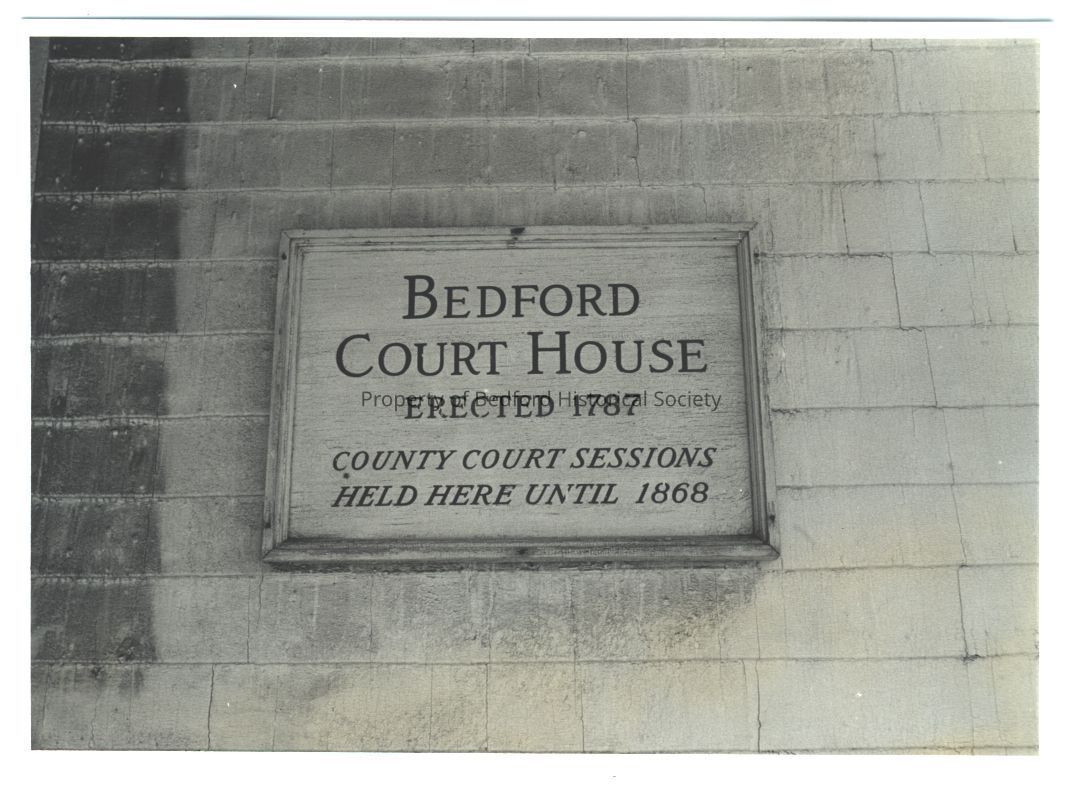 BEDFORD
COURT HOUSE
Property of Bedford Historical Society
ERECTED 1787
COUNTY COURT SESSIONS
HELD HERE UNTIL 1868